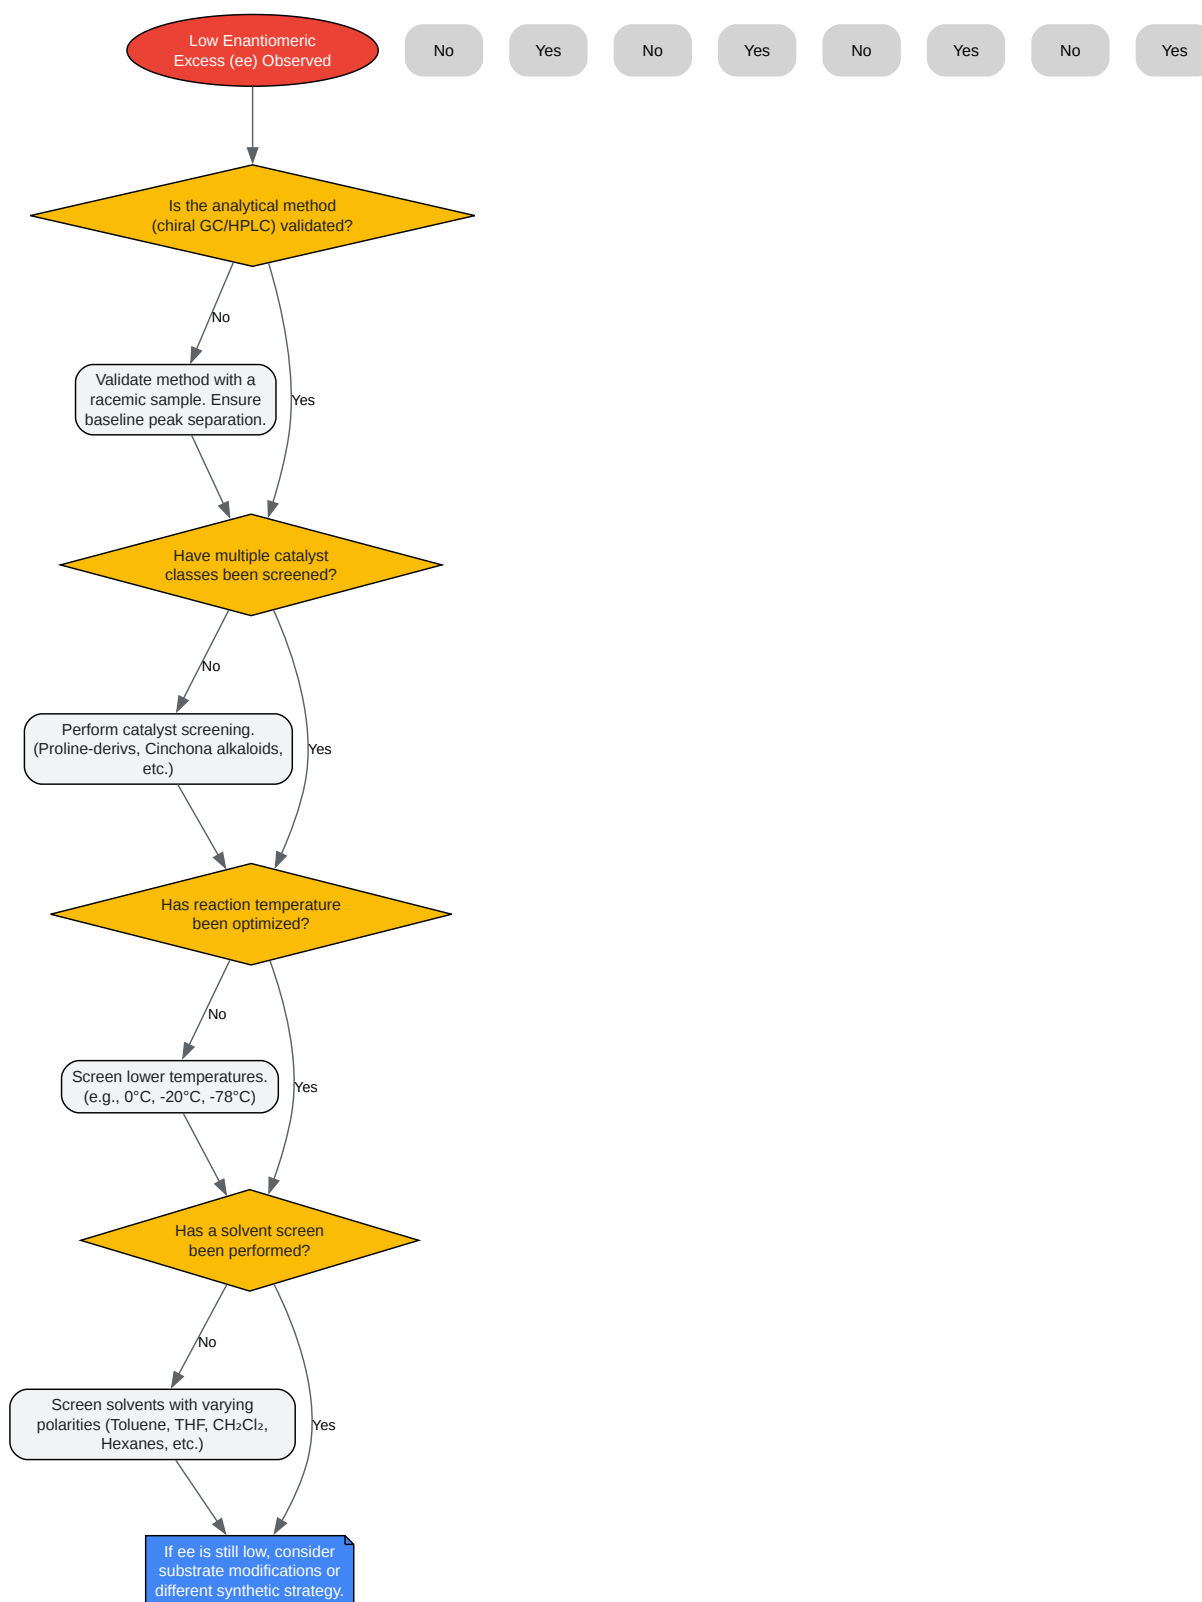 Low Enantiomeric
Excess (ee) Observed
No
Yes
No
Yes
No
Yes
No
Yes
Is the analytical method
(chiral GC/HPLC) validated?
No
Validate method with a
racemic sample. Ensure
baseline peak separation.
Yes
Have multiple catalyst
classes been screened?
No
Perform catalyst screening.
(Proline-derivs, Cinchona alkaloids,
etc.)
Yes
Has reaction temperature
been optimized?
No
Screen lower temperatures.
(e.g., 0°C, -20°C, -78°C)
Yes
Has a solvent screen
been performed?
No
Screen solvents with varying
polarities (Toluene, THF, CH₂Cl₂,
Hexanes, etc.)
Yes
If ee is still low, consider
substrate modifications or
different synthetic strategy.